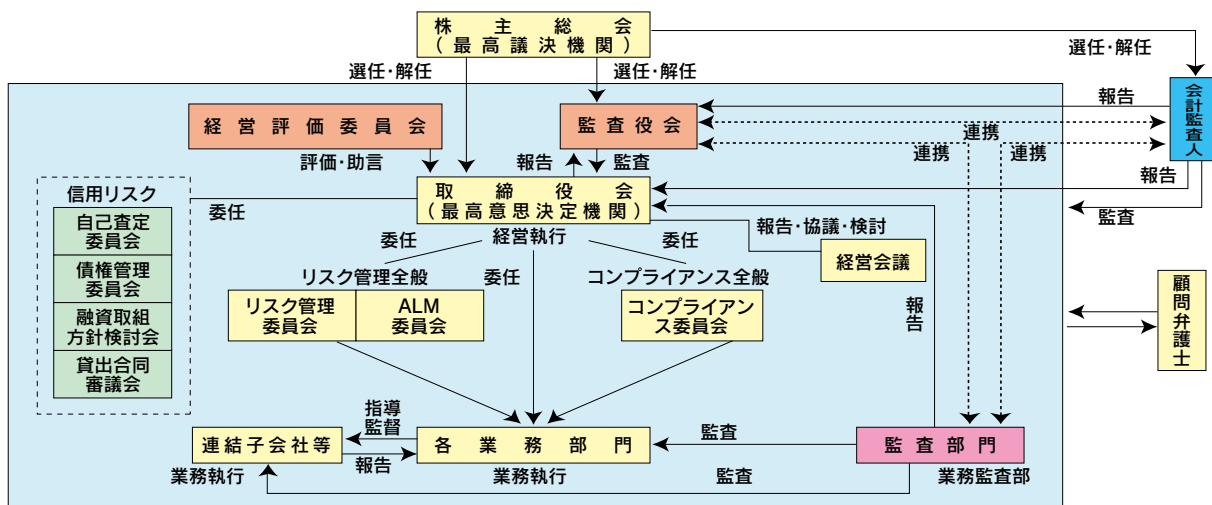 株主総会
(最高議決機関)
選任・解任
選任・解任
選任・解任
会計監査人
経営評価委員会
監査役会
報告
連携
連携
連携
評価・助言
報告
監査
報告
監査
信用リスク
自己査定
委員会
債権管理
委員会
融資取組
方針検討会
貸出合同
審議会
委任
取締役会
(最高意思決定機関)
経営執行
報告・協議・検討
経営会議
委任
委任
委任
リスク管理全般
コンプライアンス全般
リスク管理
委員会
ALM
委員会
コンプライアン
ス委員会
報告
顧問弁護士
指導
監督
連結子会社等
報告
業務執行
各業務部門
業務執行
監査
監査
監査部門
業務監査部